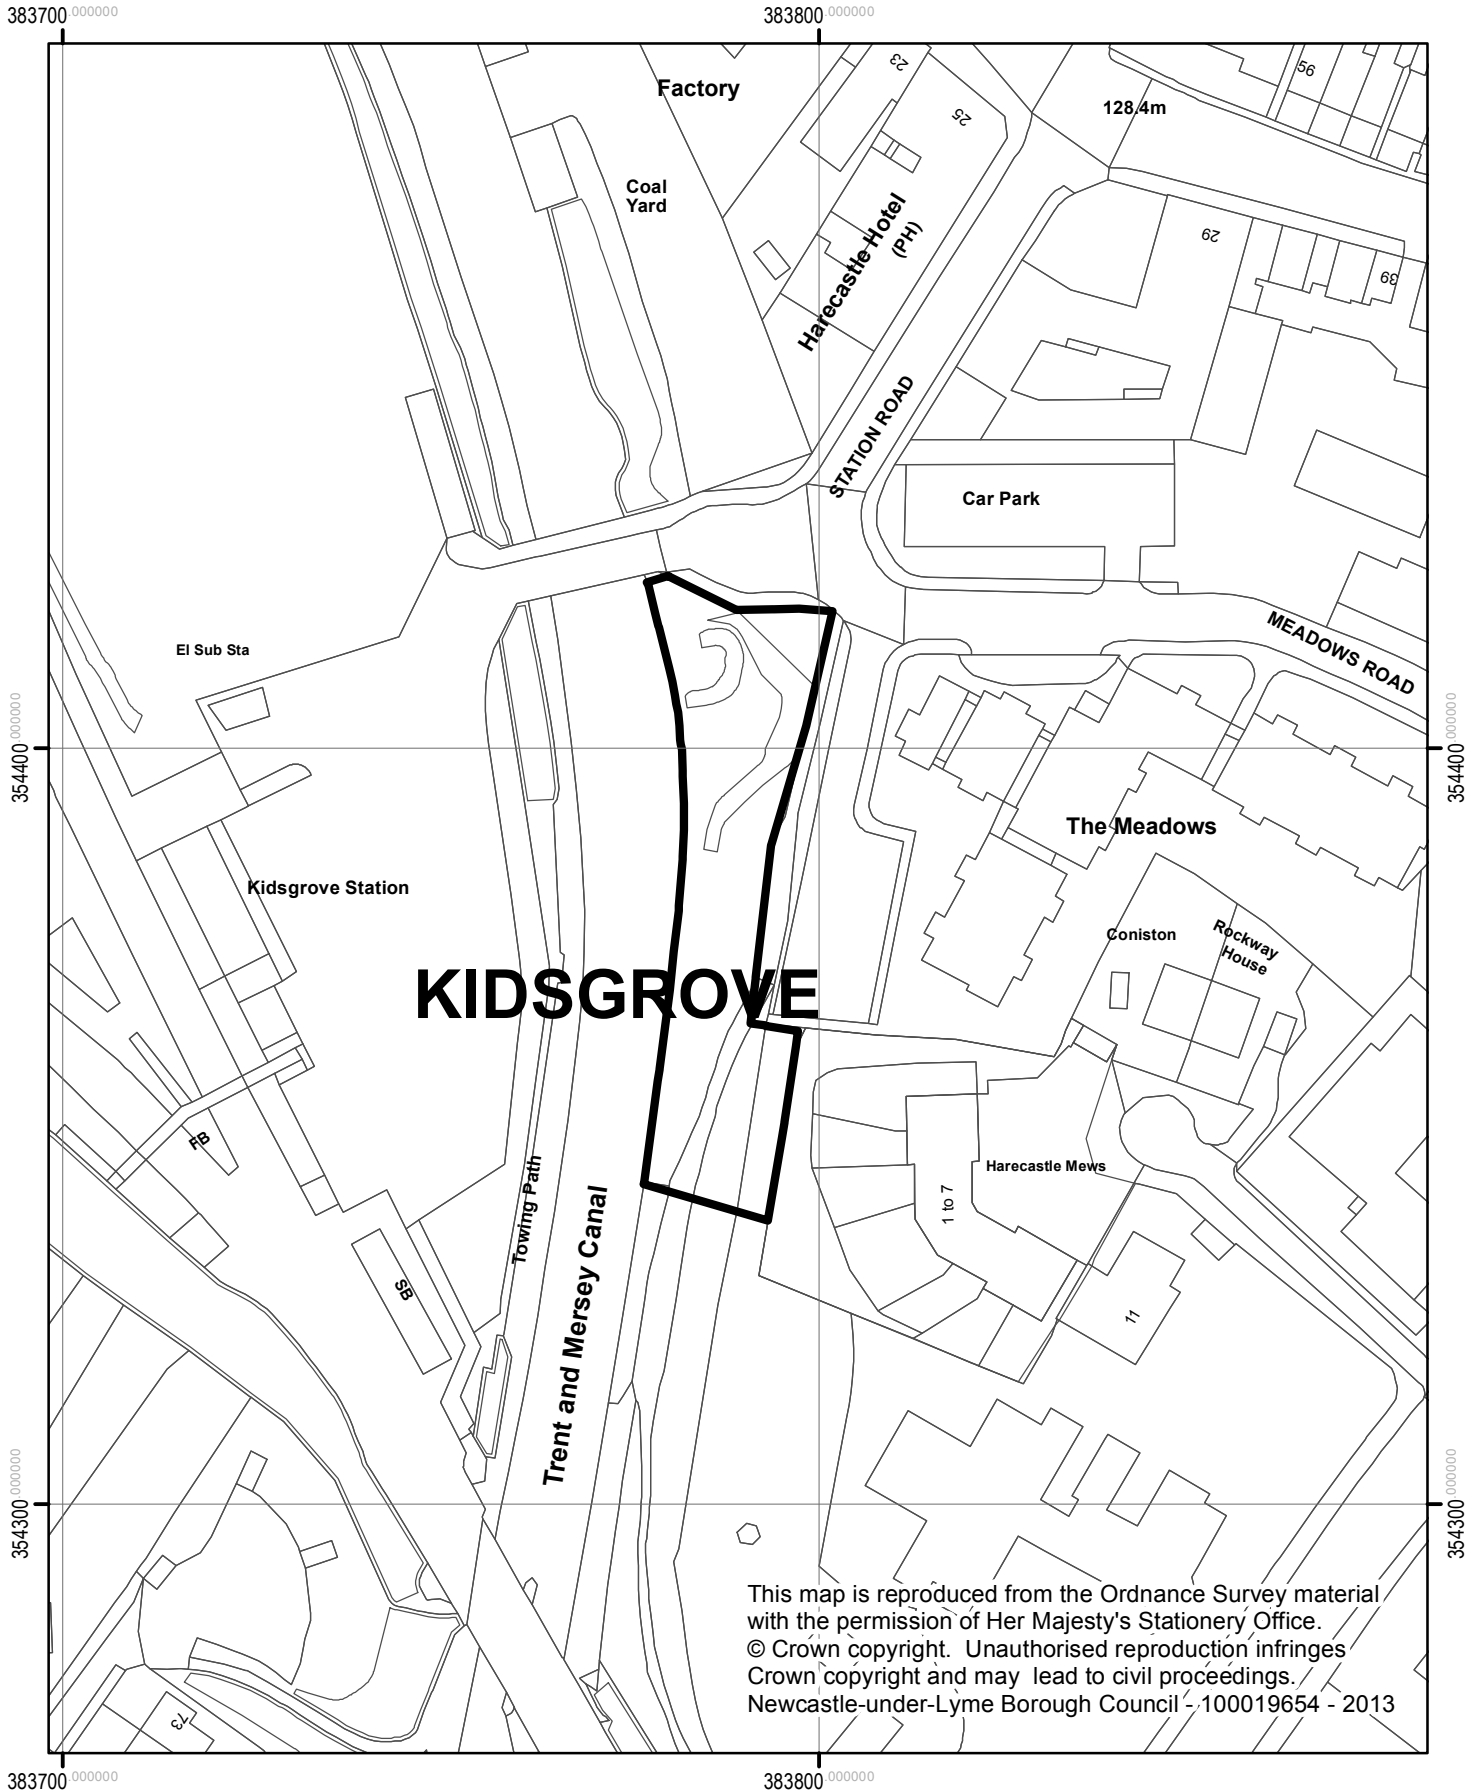 383700.000000
383800.000000
Factory
23
56
128.4m
25
Coal
Yard
Harecastle Hotel
(PH)
29
39
STATION ROAD
Car Park
MEADOWS ROAD
El Sub Sta
354400.000000
354400.000000
The Meadows
Kidsgrove Station
Coniston
Rockway
House
KIDSGROVE
FB
Harecastle Mews
1 to 7
Towing Path
Trent and Mersey Canal
SB
11
354300.000000
354300.000000
This map is reproduced from the Ordnance Survey material
with the permission of Her Majesty's Stationery Office.
© Crown copyright. Unauthorised reproduction infringes
Crown copyright and may lead to civil proceedings.
Newcastle-under-Lyme Borough Council - 100019654 - 2013
73
383700.000000
383800.000000